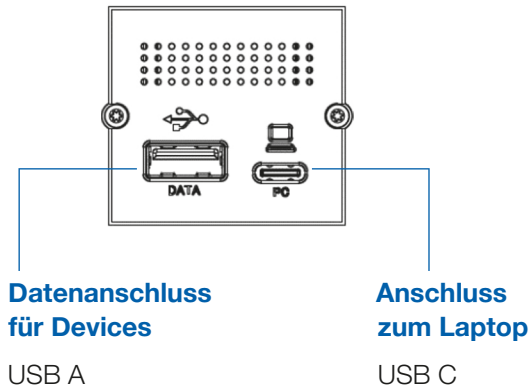 DATA
PC
Datenanschluss
für Devices
USB A
Anschluss
zum Laptop
USB C